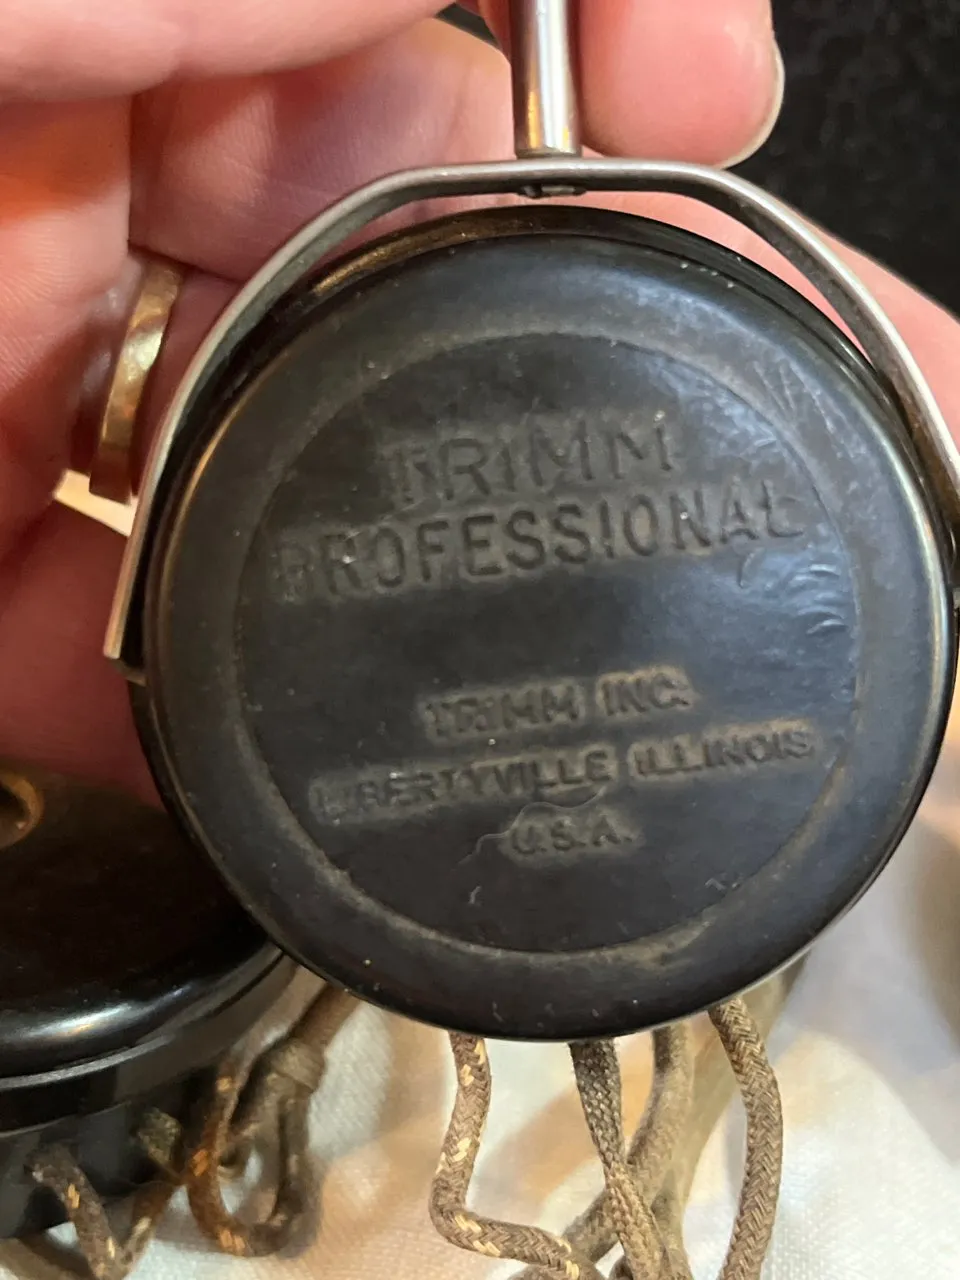 TRIMM
PROFESSIONAL
TRIMM INC.
LIBERTYVILLE ILLINOIS
U.S.A.